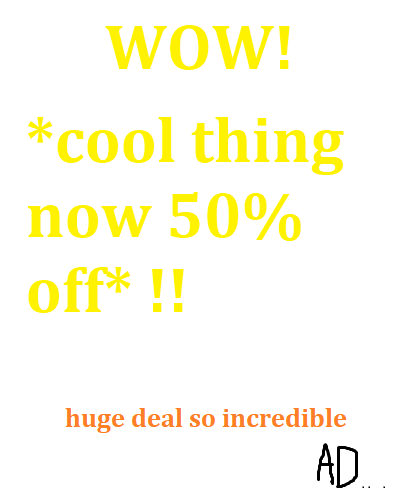 WOW!
*cool thing
now 50%
off* !!
huge deal so incredible
AD...